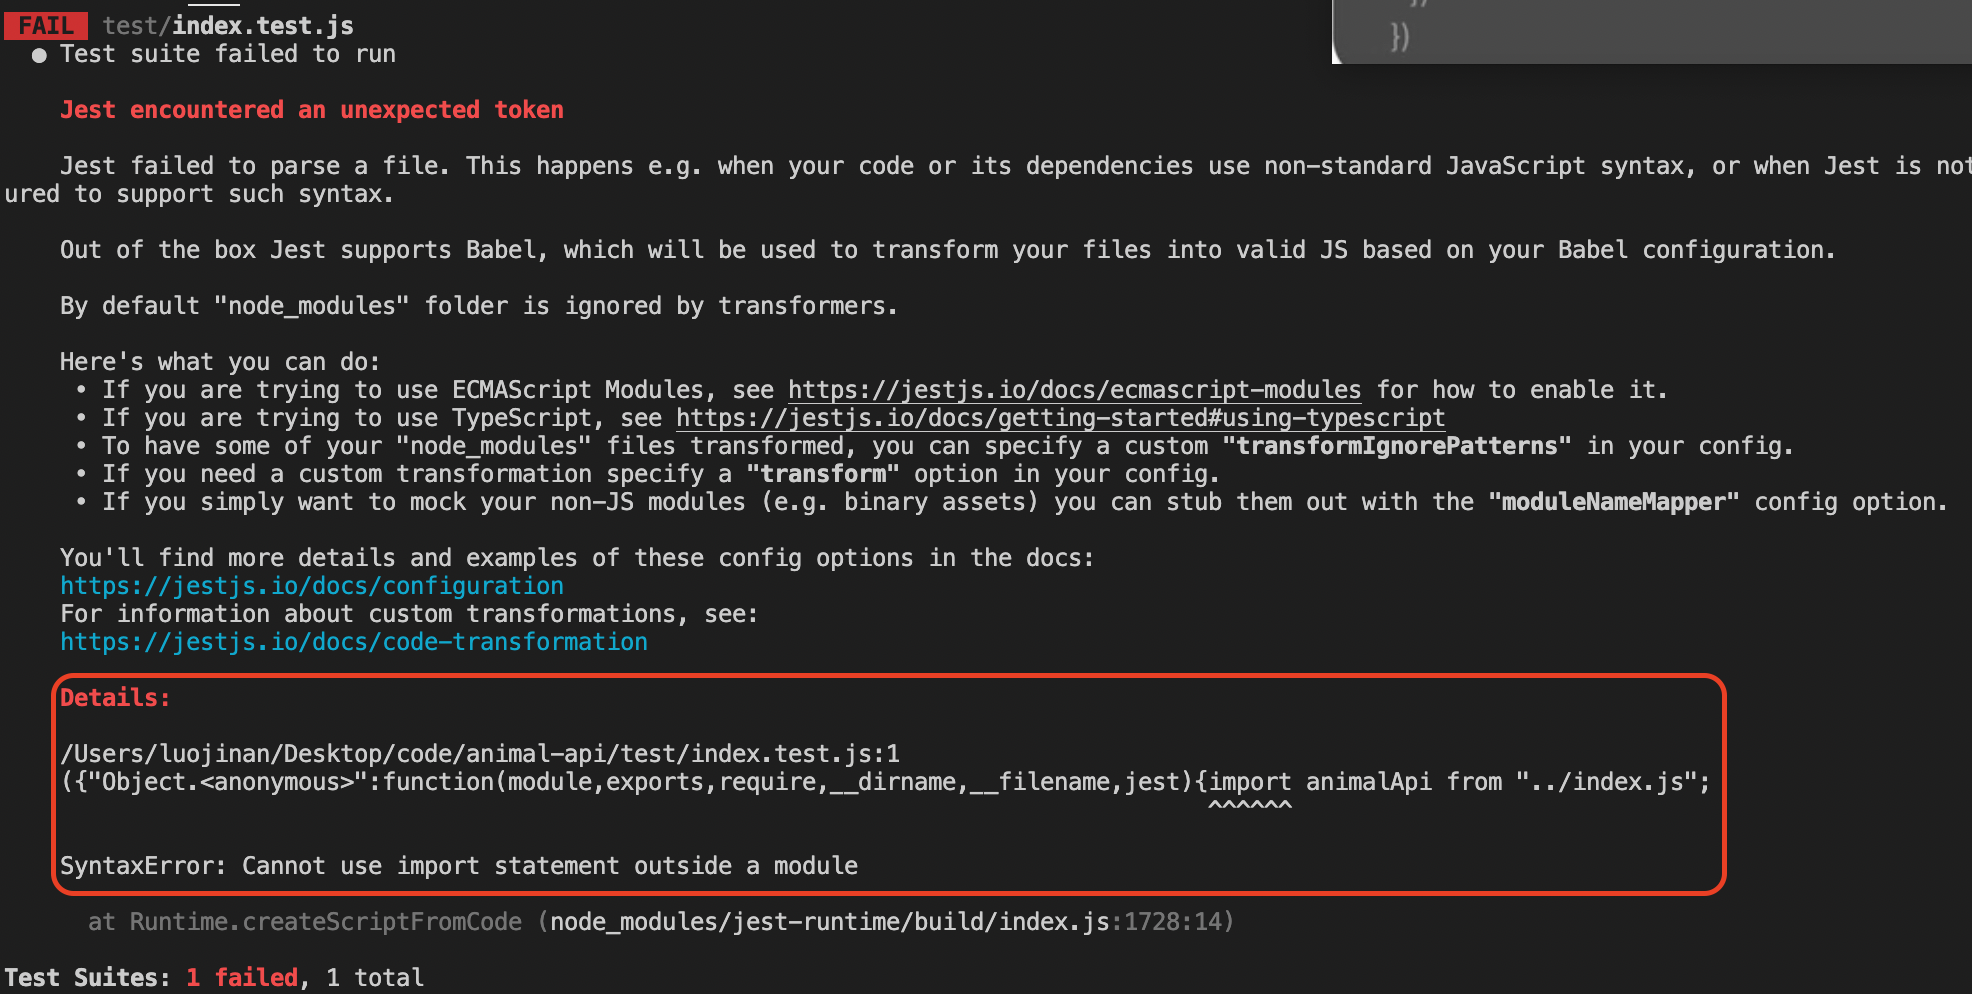 FAIL test/index.test.js
● Test suite failed to run
Jest encountered an unexpected token
Jest failed to parse a file. This happens e.g. when your code or its dependencies use non-standard JavaScript syntax, or when Jest is not
ured to support such syntax.
Out of the box Jest supports Babel, which will be used to transform your files into valid JS based on your Babel configuration.
By default "node_modules" folder is ignored by transformers.
Here's what you can do:
• If you are trying to use ECMAScript Modules, see https://jestjs.io/docs/ecmascript-modules for how to enable it.
• If you are trying to use TypeScript, see https://jestjs.io/docs/getting-started#using-typescript
• To have some of your "node_modules" files transformed, you can specify a custom "transformIgnorePatterns" in your config.
• If you need a custom transformation specify a "transform" option in your config.
• If you simply want to mock your non-JS modules (e.g. binary assets) you can stub them out with the "moduleNameMapper" config option.
You'll find more details and examples of these config options in the docs:
https://jestjs.io/docs/configuration
For information about custom transformations, see:
https://jestjs.io/docs/code-transformation
Details:
/Users/luojinan/Desktop/code/animal-api/test/index.test.js:1
({"Object.<anonymous>":function(module,exports,require,__dirname,__filename,jest){import animalApi from "../index.js";
^^^^^^
SyntaxError: Cannot use import statement outside a module
at Runtime.createScriptFromCode (node_modules/jest-runtime/build/index.js:1728:14)
Test Suites: 1 failed, 1 total
})